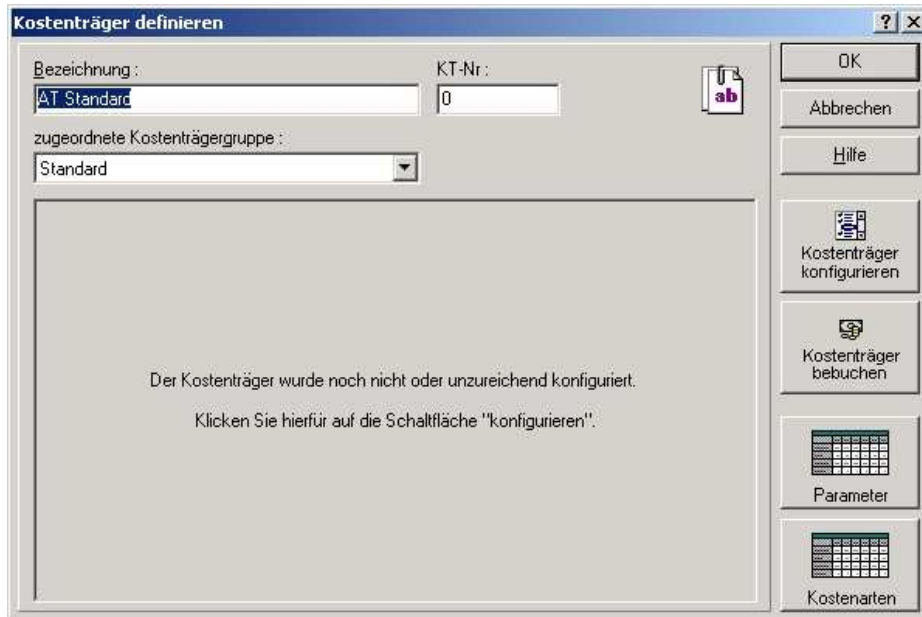 Kostenträger definieren
Bezeichnung :
KT-Nr :
AT Standard
0
ab
zugeordnete Kostenträgergruppe :
Standard
Der Kostenträger wurde noch nicht oder unzureichend konfiguriert.
Klicken Sie hierfür auf die Schaltfläche "konfigurieren".
OK
Abbrechen
Hilfe
Kostenträger
konfigurieren
Kostenträger
bebuchen
Parameter
Kostenarten